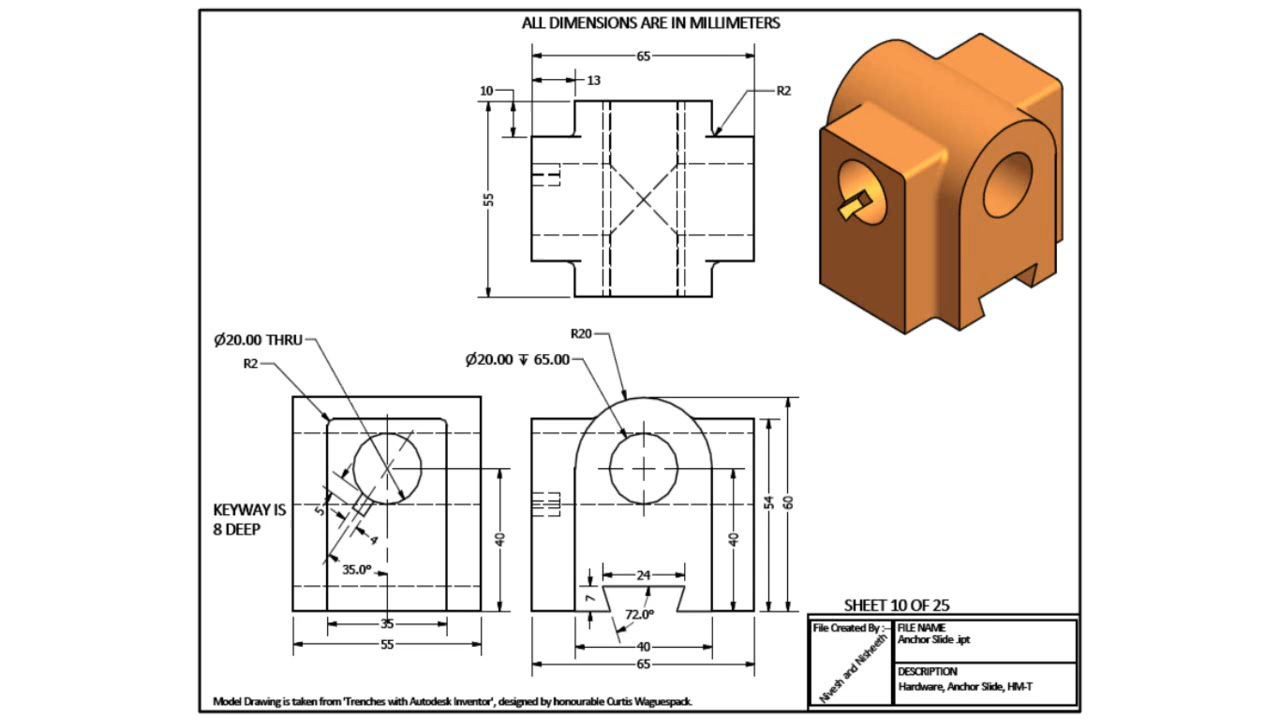 ALL DIMENSIONS ARE IN MILLIMETERS
65
13
10
R2
55
R20
Ø20.00 THRU
Ø20.00 ↧ 65.00
R2
KEYWAY IS
8 DEEP
5
4
35.0°
40
35
55
54
60
40
24
7
72.0°
40
65
SHEET 10 OF 25
File Created By :-
Nivesh and Nisheeth
FILE NAME
Anchor Slide .ipt
DESCRIPTION
Hardware, Anchor Slide, HM-T
Model Drawing is taken from 'Trenches with Autodesk Inventor', designed by honourable Curtis Waguespack.